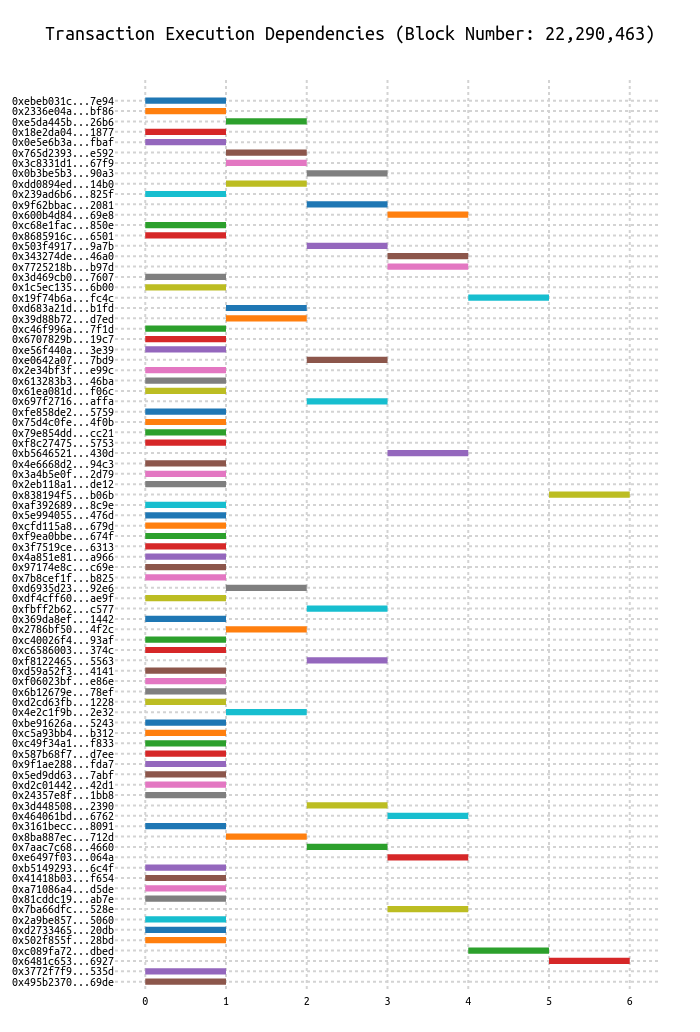 Transaction Execution Dependencies (Block Number: 22,290,463)
0xebeb031c...7e94
0x2336e04a...bf86
0xe5da445b...26b6
0x18e2da04...1877
0x0e5e6b3a...fbaf
0x765d2393...e592
0x3c8331d1...67f9
0x0b3be5b3...90a3
0xdd0894ed...14b0
0x239ad6b6...825f
0x9f62bbac...2081
0x600b4d84...69e8
0xc68e1fac...850e
0x8685916c...6501
0x503f4917...9a7b
0x343274de...46a0
0x7725218b...b97d
0x3d469cb0...7607
0x1c5ec135...6b00
0x19f74b6a...fc4c
0xd683a21d...b1fd
0x39d88b72...d7ed
0xc46f996a...7f1d
0x6707829b...19c7
0xe56f440a...3e39
0xe0642a07...7bd9
0x2e34bf3f...e99c
0x613283b3...46ba
0x61ea081d...f06c
0x697f2716...affa
0xfe858de2...5759
0x75d4c0fe...4f0b
0x79e854dd...cc21
0xf8c27475...5753
0xb5646521...430d
0x4e6668d2...94c3
0x3a4b5e0f...2d79
0x2eb118a1...de12
0x838194f5...b06b
0xaf392689...8c9e
0x5e994055...476d
0xcfd115a8...679d
0xf9ea0bbe...674f
0x3f7519ce...6313
0x4a851e81...a966
0x97174e8c...c69e
0x7b8cef1f...b825
0xd6935d23...92e6
0xdf4cff60...ae9f
0xfbff2b62...c577
0x369da8ef...1442
0x2786bf50...4f2c
0xc40026f4...93af
0xc6586003...374c
0xf8122465...5563
0xd59a52f3...4141
0xf06023bf...e86e
0x6b12679e...78ef
0xd2cd63fb...1228
0x4e2c1f9b...2e32
0xbe91626a...5243
0xc5a93bb4...b312
0xc49f34a1...f833
0x587b68f7...d7ee
0x9f1ae288...fda7
0x5ed9dd63...7abf
0xd2c01442...42d1
0x24357e8f...1bb8
0x3d448508...2390
0x464061bd...6762
0x3161becc...8091
0x8ba887ec...712d
0x7aac7c68...4660
0xe6497f03...064a
0xb5149293...6c4f
0x41418b03...f654
0xa71086a4...d5de
0x81cddc19...ab7e
0x7ba66dfc...528e
0x2a9be857...5060
0xd2733465...20db
0x502f855f...28bd
0xc089fa72...dbed
0x6481c653...6927
0x3772f7f9...535d
0x495b2370...69de
0 1 2 3 4 5 6